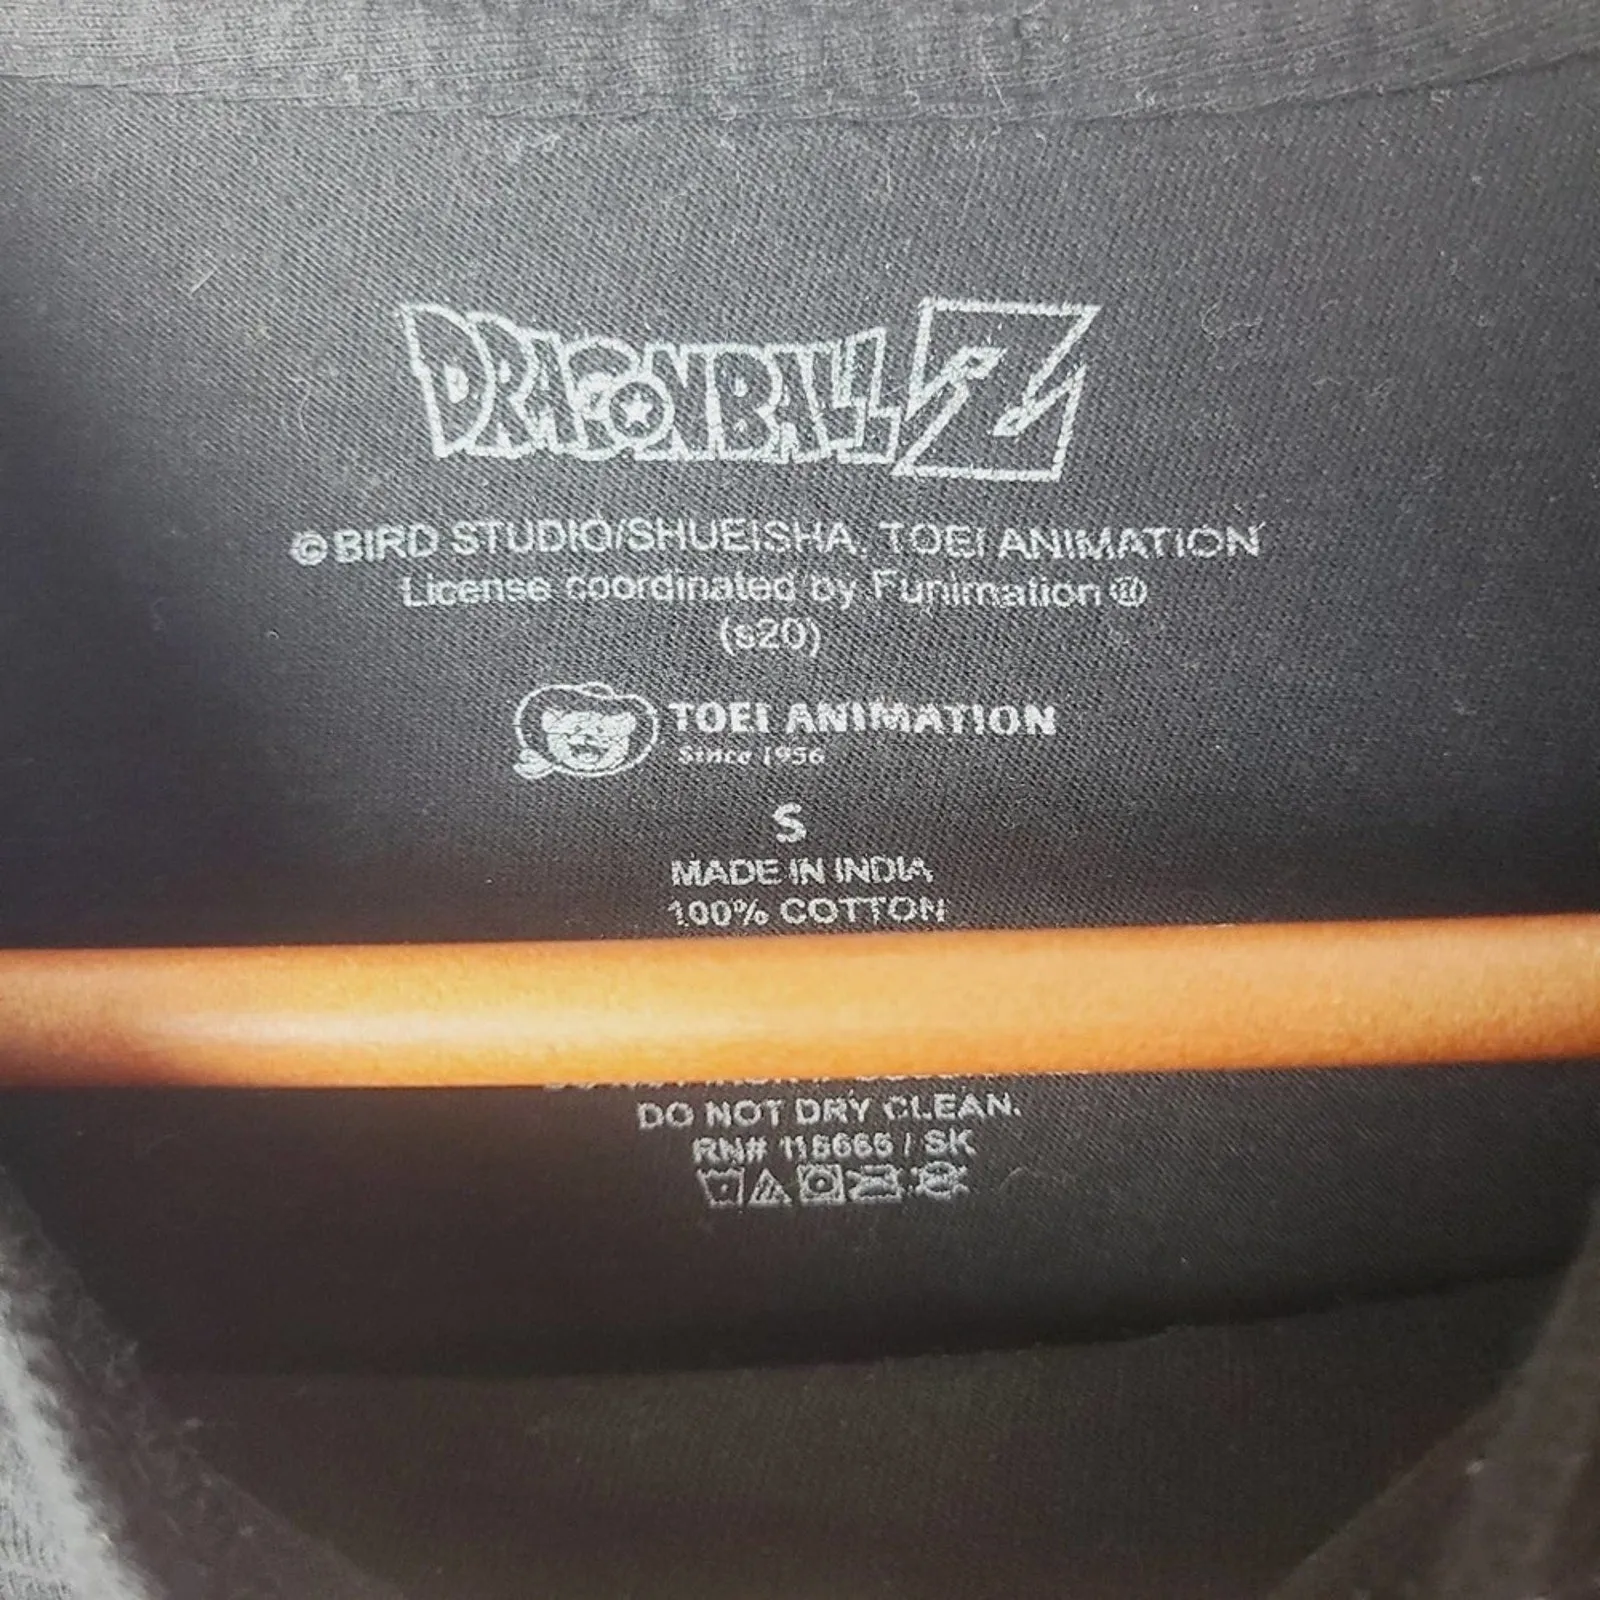 DRAGONBALL Z
©BIRD STUDIO/SHUEISHA, TOEI ANIMATION
License coordinated by Funimation®
(s20)
TOEI ANIMATION
Since 1956
S
MADE IN INDIA
100% COTTON
DO NOT DRY CLEAN.
RN# 115665 / SK